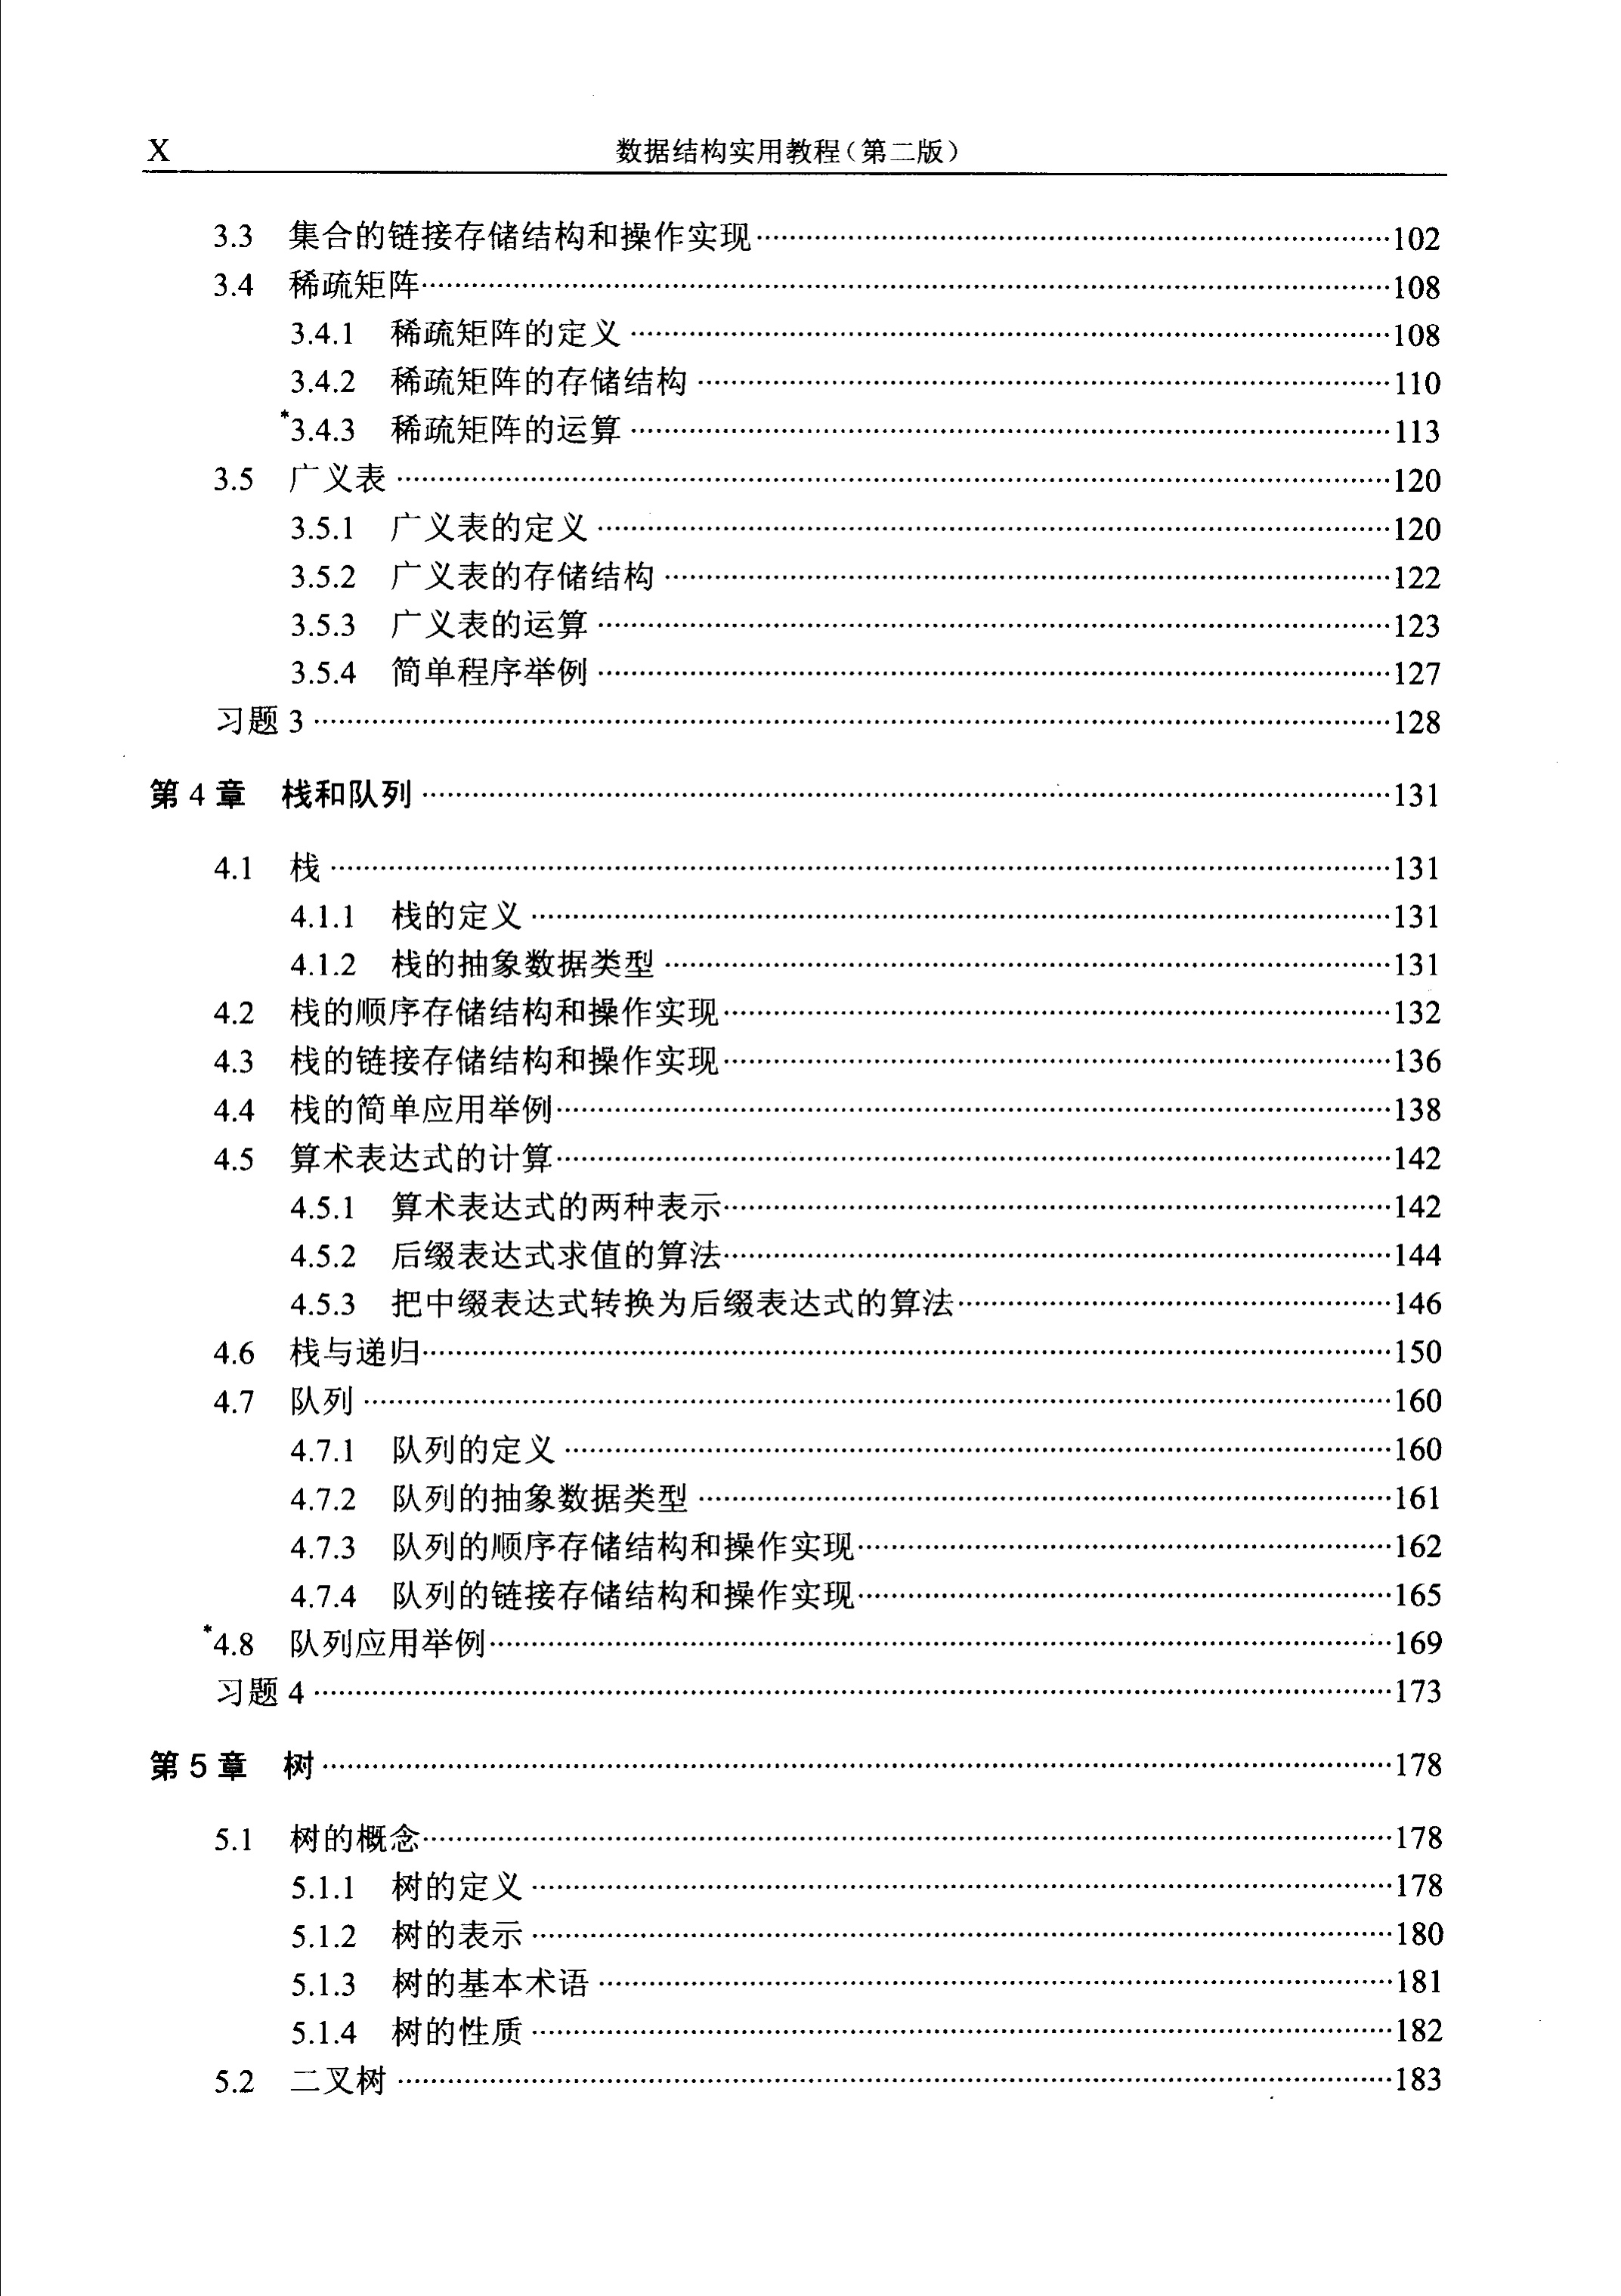 X 数据结构实用教程(第二版)
3.3 集合的链接存储结构和操作实现……102
3.4 稀疏矩阵……108
3.4.1 稀疏矩阵的定义……108
3.4.2 稀疏矩阵的存储结构……110
*3.4.3 稀疏矩阵的运算……113
3.5 广义表……120
3.5.1 广义表的定义……120
3.5.2 广义表的存储结构……122
3.5.3 广义表的运算……123
3.5.4 简单程序举例……127
习题 3……128
第 4 章 栈和队列……131
4.1 栈……131
4.1.1 栈的定义……131
4.1.2 栈的抽象数据类型……131
4.2 栈的顺序存储结构和操作实现……132
4.3 栈的链接存储结构和操作实现……136
4.4 栈的简单应用举例……138
4.5 算术表达式的计算……142
4.5.1 算术表达式的两种表示……142
4.5.2 后缀表达式求值的算法……144
4.5.3 把中缀表达式转换为后缀表达式的算法……146
4.6 栈与递归……150
4.7 队列……160
4.7.1 队列的定义……160
4.7.2 队列的抽象数据类型……161
4.7.3 队列的顺序存储结构和操作实现……162
4.7.4 队列的链接存储结构和操作实现……165
*4.8 队列应用举例……169
习题 4……173
第 5 章 树……178
5.1 树的概念……178
5.1.1 树的定义……178
5.1.2 树的表示……180
5.1.3 树的基本术语……181
5.1.4 树的性质……182
5.2 二叉树……183